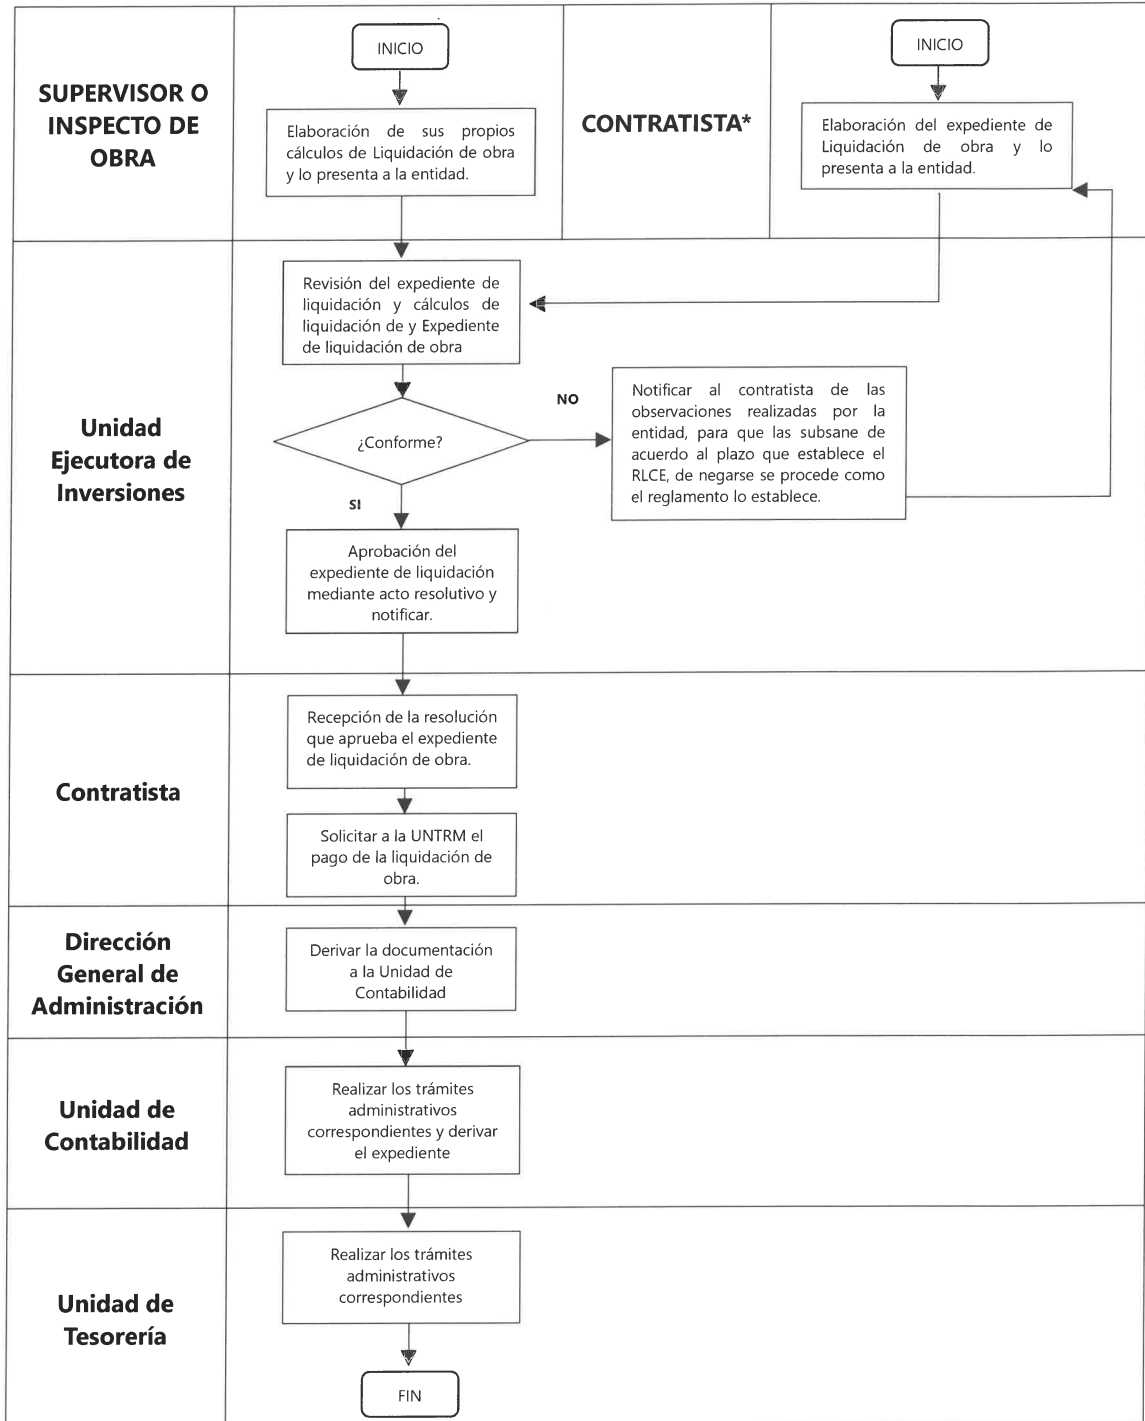 SUPERVISOR O
INSPECTO DE
OBRA
INICIO
Elaboración de sus propios
cálculos de Liquidación de obra
y lo presenta a la entidad.
CONTRATISTA*
INICIO
Elaboración del expediente de
Liquidación de obra y lo
presenta a la entidad.
Unidad
Ejecutora de
Inversiones
Revisión del expediente de
liquidación y cálculos de
liquidación de y Expediente
de liquidación de obra
¿Conforme?
NO
Notificar al contratista de las
observaciones realizadas por la
entidad, para que las subsane de
acuerdo al plazo que establece el
RLCE, de negarse se procede como
el reglamento lo establece.
SI
Aprobación del
expediente de liquidación
mediante acto resolutivo y
notificar.
Contratista
Recepción de la resolución
que aprueba el expediente
de liquidación de obra.
Solicitar a la UNTRM el
pago de la liquidación de
obra.
Dirección
General de
Administración
Derivar la documentación
a la Unidad de
Contabilidad
Unidad de
Contabilidad
Realizar los trámites
administrativos
correspondientes y derivar
el expediente
Unidad de
Tesorería
Realizar los trámites
administrativos
correspondientes
FIN